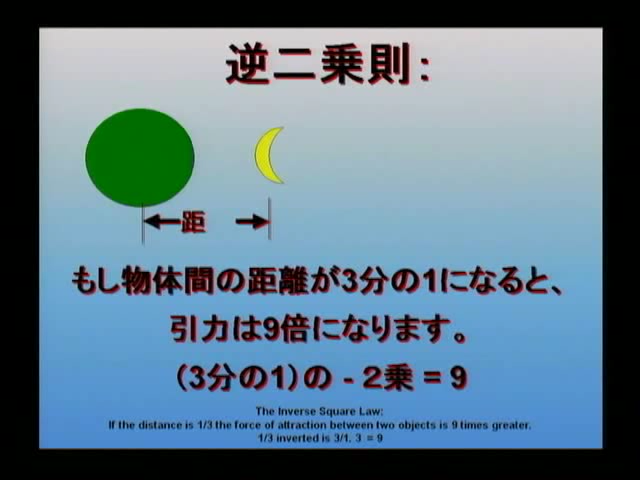 逆二乗則：
距
もし物体間の距離が3分の1になると、
引力は9倍になります。
（3分の1）の - 2乗 = 9
The Inverse Square Law:
If the distance is 1/3 the force of attraction between two objects is 9 times greater.
1/3 inverted is 3/1. 3 = 9